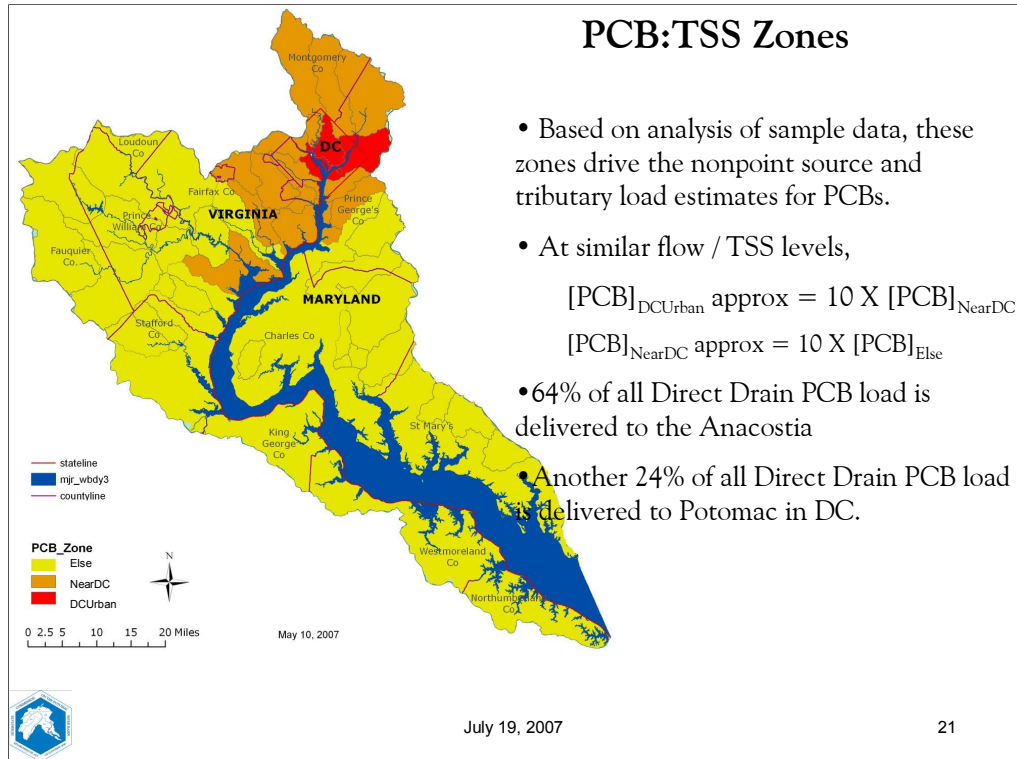 PCB:TSS Zones
• Based on analysis of sample data, these
zones drive the nonpoint source and
tributary load estimates for PCBs.
• At similar flow / TSS levels,
[PCB]DCUrban approx = 10 X [PCB]NearDC
[PCB]NearDC approx = 10 X [PCB]Else
•64% of all Direct Drain PCB load is
delivered to the Anacostia
•Another 24% of all Direct Drain PCB load
is delivered to Potomac in DC.
Montgomery
Co
DC
Loudoun
Co
Fairfax Co
Prince
George's
Co
VIRGINIA
Prince
William Co
Fauquier
Co.
MARYLAND
Stafford
Co
Charles Co
King
George
Co
St Mary's
Westmoreland
Co
Northumberland
Co
stateline
mjr_wbdy3
countyline
PCB_Zone
Else
NearDC
DCUrban
N
0 2.5 5 10 15 20 Miles
May 10, 2007
July 19, 2007
21